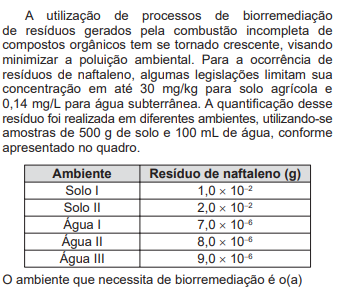 A utilização de processos de biorremediação
de resíduos gerados pela combustão incompleta de
compostos orgânicos tem se tornado crescente, visando
minimizar a poluição ambiental. Para a ocorrência de
resíduos de naftaleno, algumas legislações limitam sua
concentração em até 30 mg/kg para solo agrícola e
0,14 mg/L para água subterrânea. A quantificação desse
resíduo foi realizada em diferentes ambientes, utilizando-se
amostras de 500 g de solo e 100 mL de água, conforme
apresentado no quadro.
Ambiente Resíduo de naftaleno (g)
Solo I 1,0 × 10⁻²
Solo II 2,0 × 10⁻²
Água I 7,0 × 10⁻⁶
Água II 8,0 × 10⁻⁶
Água III 9,0 × 10⁻⁶
O ambiente que necessita de biorremediação é o(a)